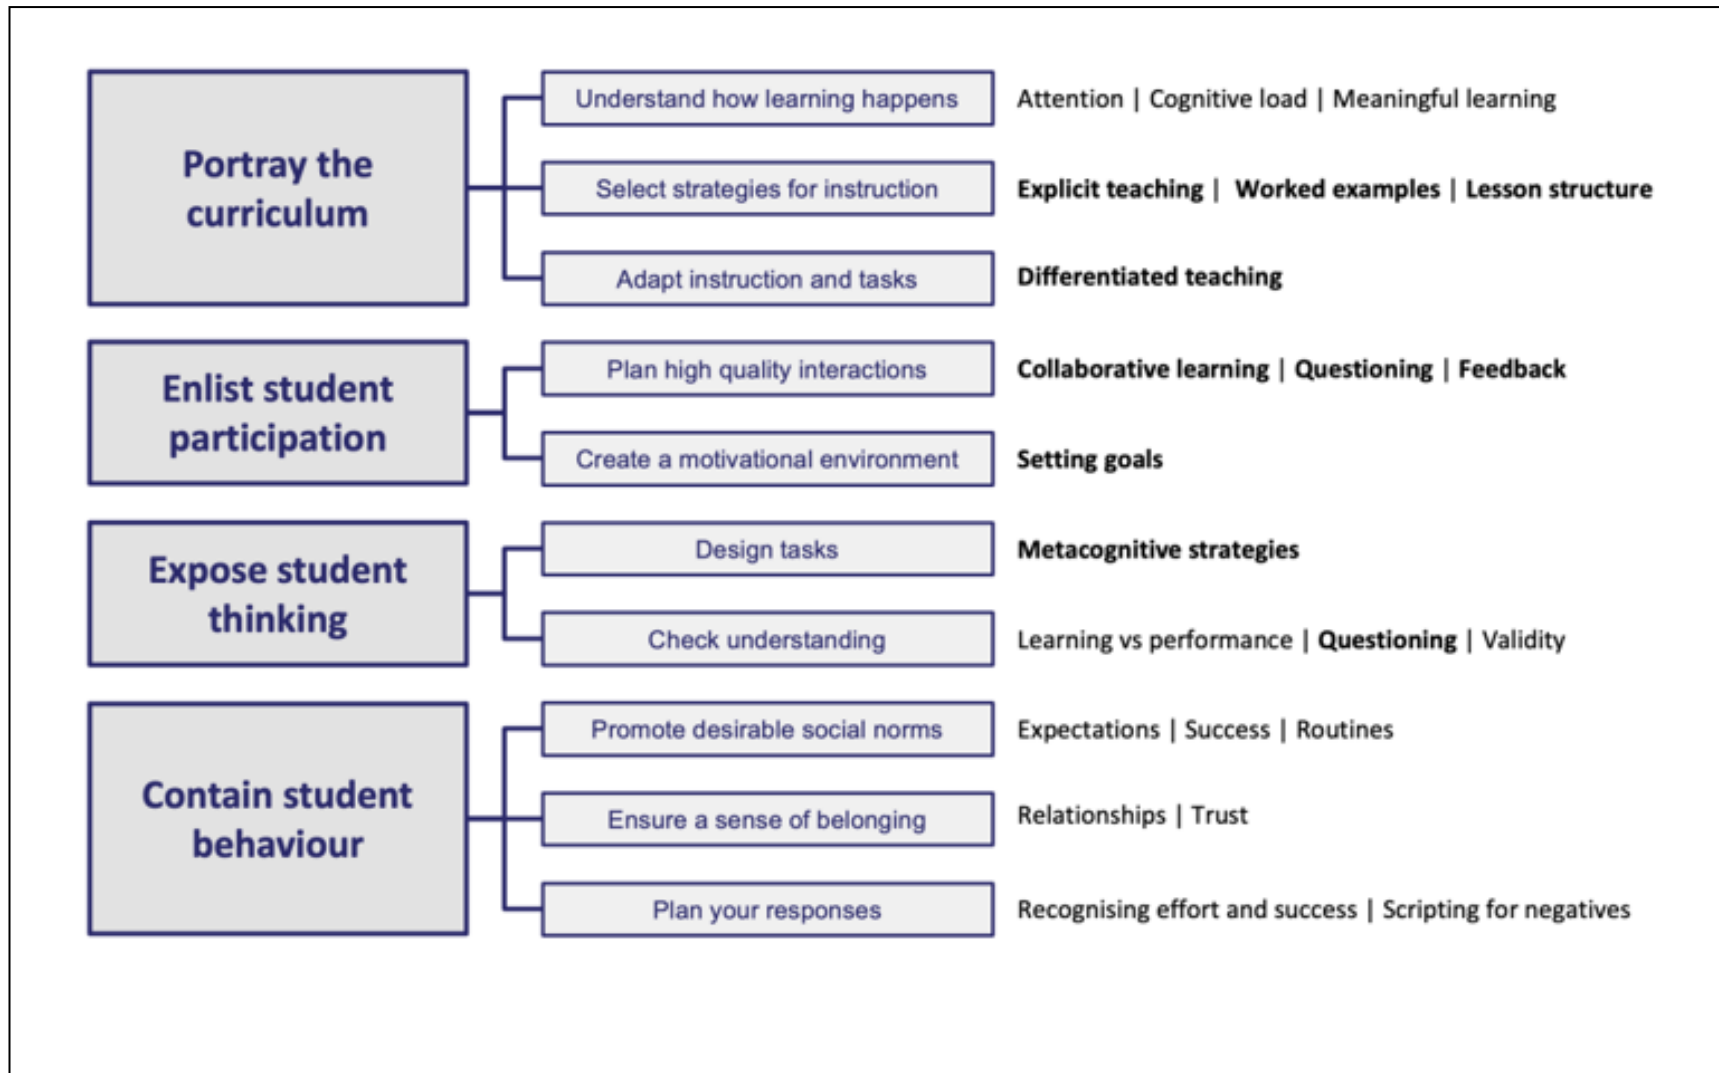 Portray the
curriculum
Understand how learning happens
Attention | Cognitive load | Meaningful learning
Select strategies for instruction
Explicit teaching | Worked examples | Lesson structure
Adapt instruction and tasks
Differentiated teaching
Enlist student
participation
Plan high quality interactions
Collaborative learning | Questioning | Feedback
Create a motivational environment
Setting goals
Expose student
thinking
Design tasks
Metacognitive strategies
Check understanding
Learning vs performance | Questioning | Validity
Contain student
behaviour
Promote desirable social norms
Expectations | Success | Routines
Ensure a sense of belonging
Relationships | Trust
Plan your responses
Recognising effort and success | Scripting for negatives